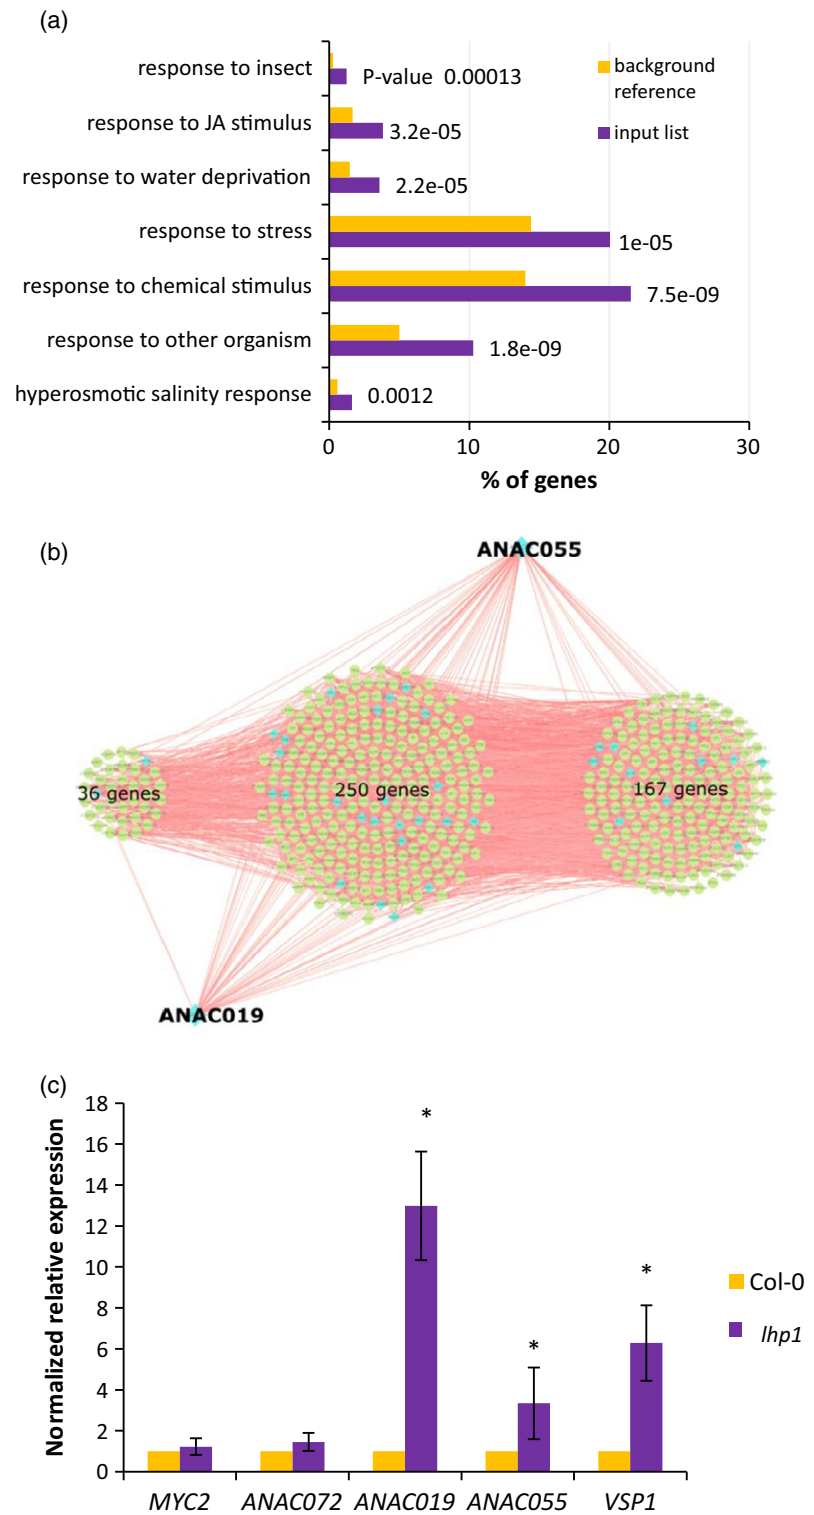 (a)
response to insect
P-value 0.00013
background
reference
input list
response to JA stimulus
3.2e-05
response to water deprivation
2.2e-05
response to stress
1e-05
response to chemical stimulus
7.5e-09
response to other organism
1.8e-09
hyperosmotic salinity response
0.0012
0 10 20 30
% of genes
(b)
ANAC055
36 genes
250 genes
167 genes
ANAC019
(c)
Normalized relative expression
18
16
14
12
10
8
6
4
2
0
*
*
*
Col-0
lhp1
MYC2 ANAC072 ANAC019 ANAC055 VSP1